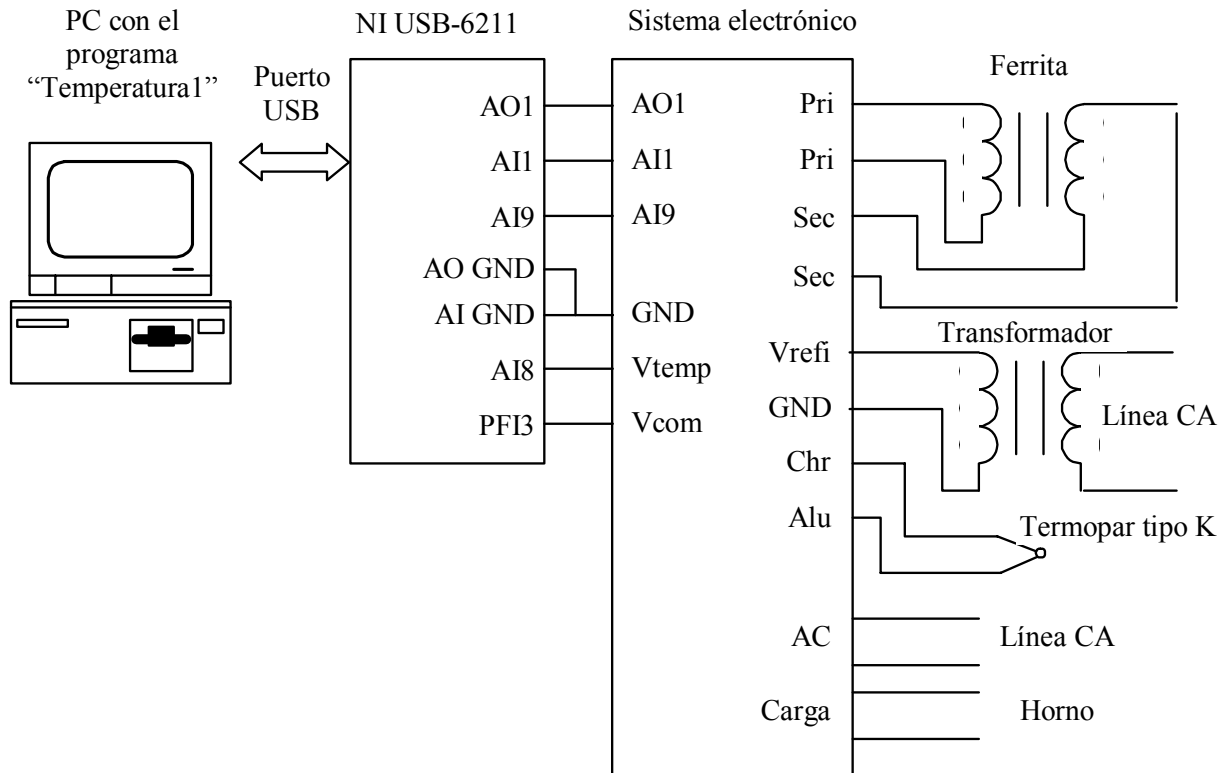 PC con el
programa
“Temperatura1”
Puerto
USB
NI USB-6211
AO1
AI1
AI9
AO GND
AI GND
AI8
PFI3
Sistema electrónico
AO1
AI1
AI9
GND
Vtemp
Vcom
Pri
Pri
Sec
Sec
Vrefi
GND
Chr
Alu
AC
Carga
Ferrita
Transformador
Línea CA
Termopar tipo K
Línea CA
Horno